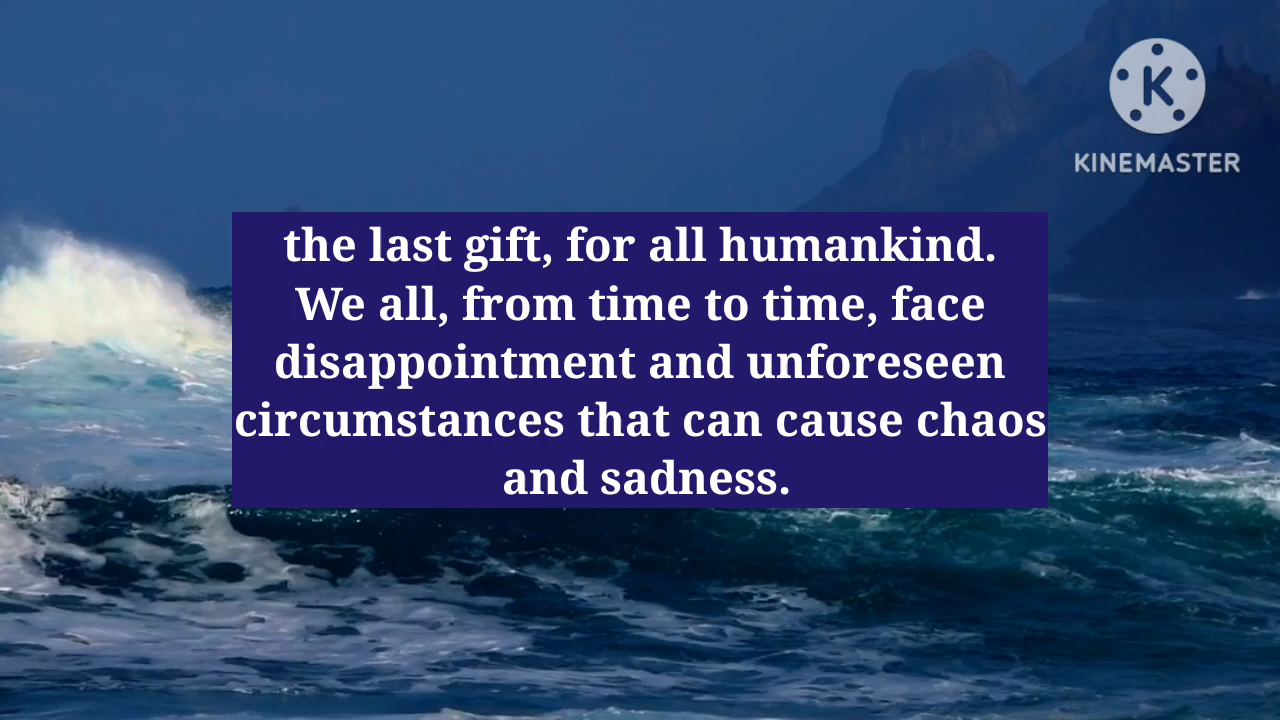 K
KINEMASTER
the last gift, for all humankind.
We all, from time to time, face
disappointment and unforeseen
circumstances that can cause chaos
and sadness.